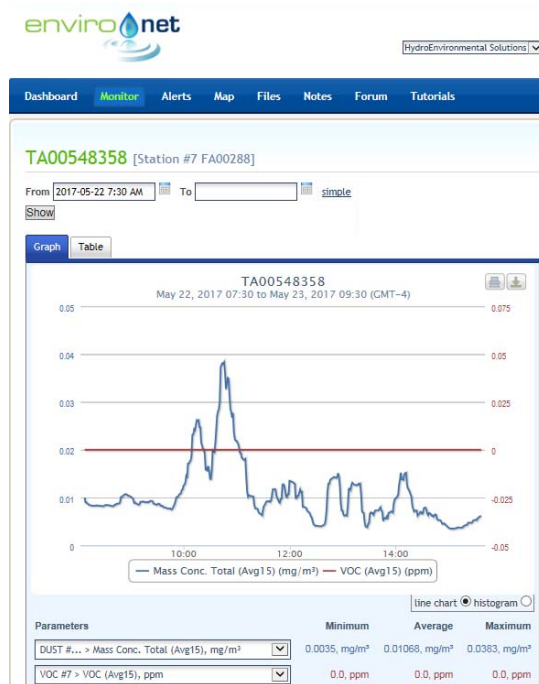 enviro net
HydroEnvironmental Solutions
Dashboard Monitor Alerts Map Files Notes Forum Tutorials
TA00548358 [Station #7 FA00288]
From 2017-05-22 7:30 AM To simple
Show
Graph Table
TA00548358
May 22, 2017 07:30 to May 23, 2017 09:30 (GMT-4)
0.05 0.075
0.04 0.05
0.03 0.025
0.02 0
0.01 -0.025
0 -0.05
10:00 12:00 14:00
Mass Conc. Total (Avg15) (mg/m³) VOC (Avg15) (ppm)
line chart histogram
Parameters Minimum Average Maximum
DUST #... > Mass Conc. Total (Avg15), mg/m³ 0.0035, mg/m³ 0.01068, mg/m³ 0.0383, mg/m³
VOC #7 > VOC (Avg15), ppm 0.0, ppm 0.0, ppm 0.0, ppm